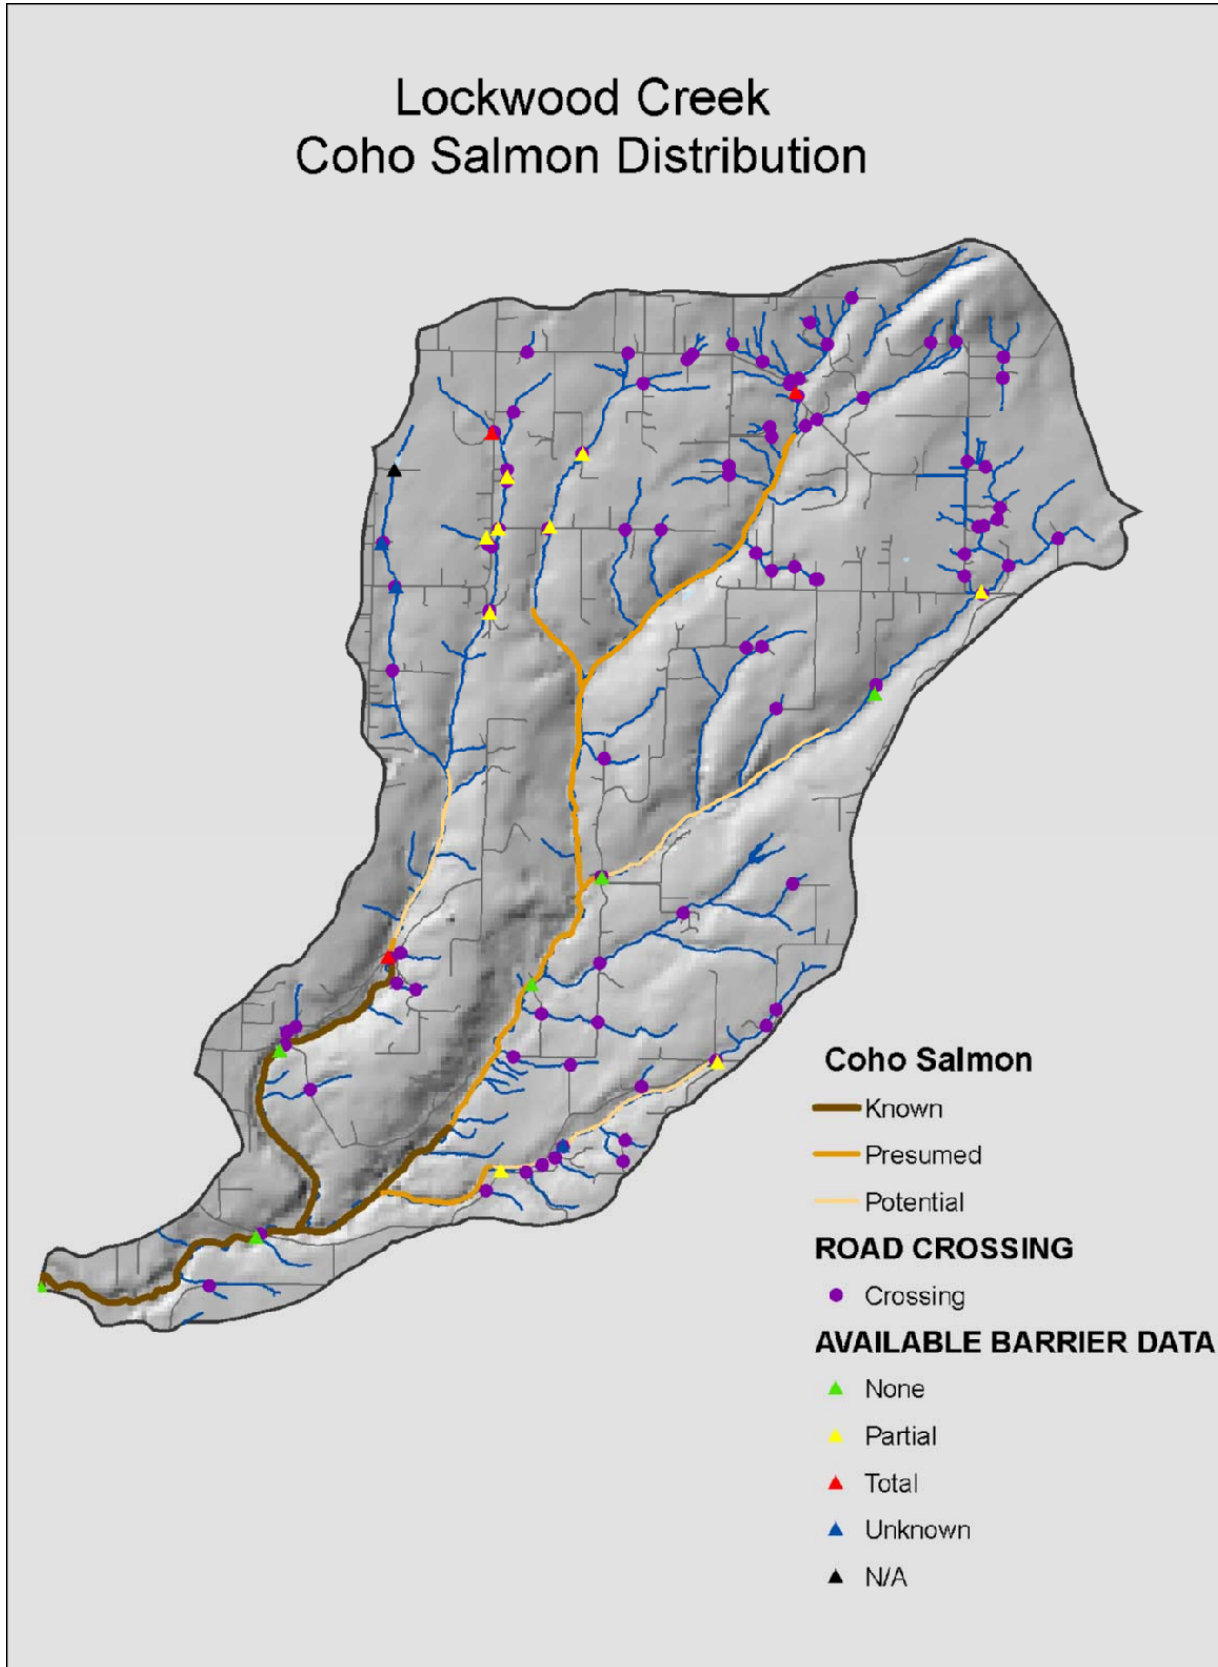 Lockwood Creek
Coho Salmon Distribution
Coho Salmon
Known
Presumed
Potential
ROAD CROSSING
Crossing
AVAILABLE BARRIER DATA
None
Partial
Total
Unknown
N/A